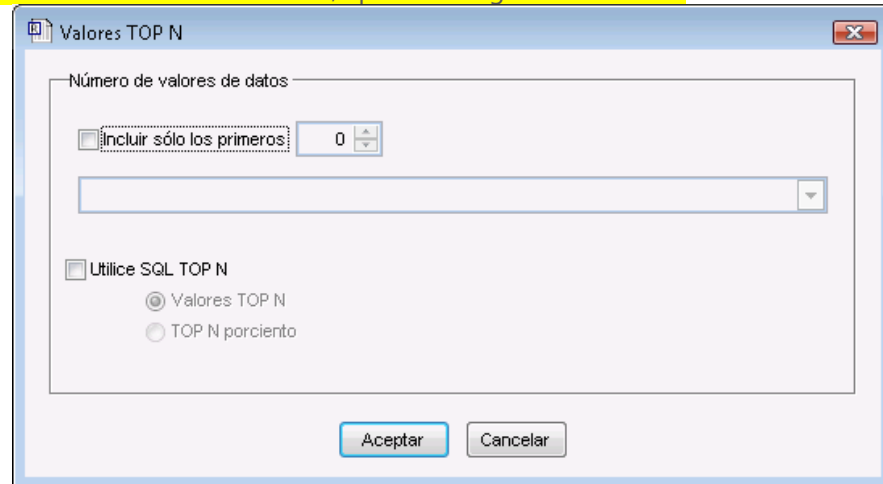 Valores TOP N
Número de valores de datos
Incluir sólo los primeros 0
Utilice SQL TOP N
Valores TOP N
TOP N porciento
Aceptar Cancelar